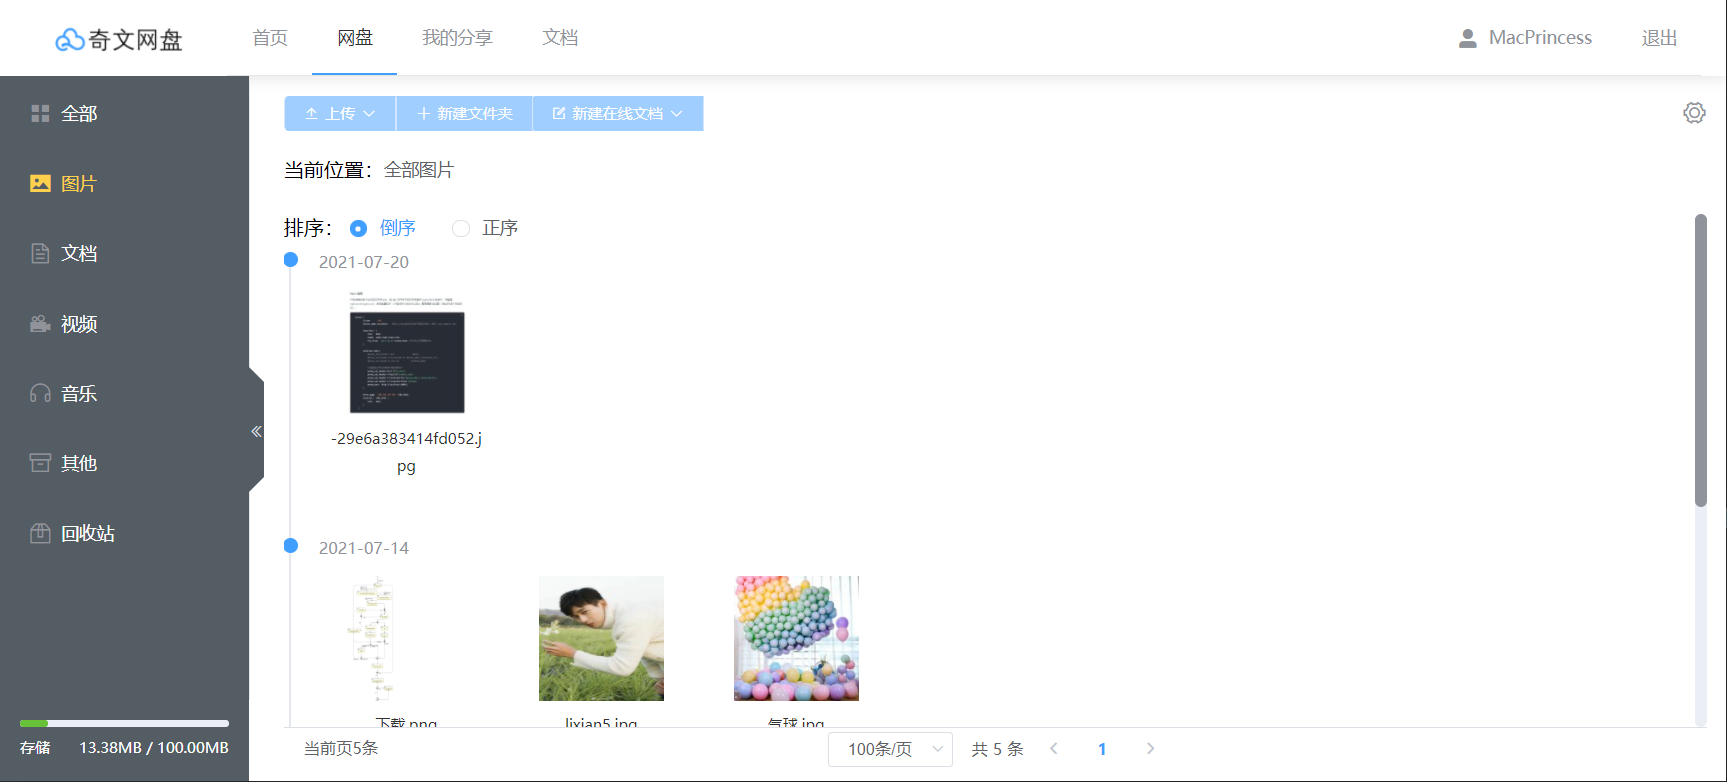 奇文网盘
首页
网盘
我的分享
文档
MacPrincess
退出
全部
图片
文档
视频
音乐
其他
回收站
存储 13.38MB / 100.00MB
上传
新建文件夹
新建在线文档
当前位置：全部图片
排序： 倒序 正序
2021-07-20
-29e6a383414fd052.j
pg
2021-07-14
下载.png
lixian5.jpg
气球.jpg
当前页5条
100条/页
共 5 条
1